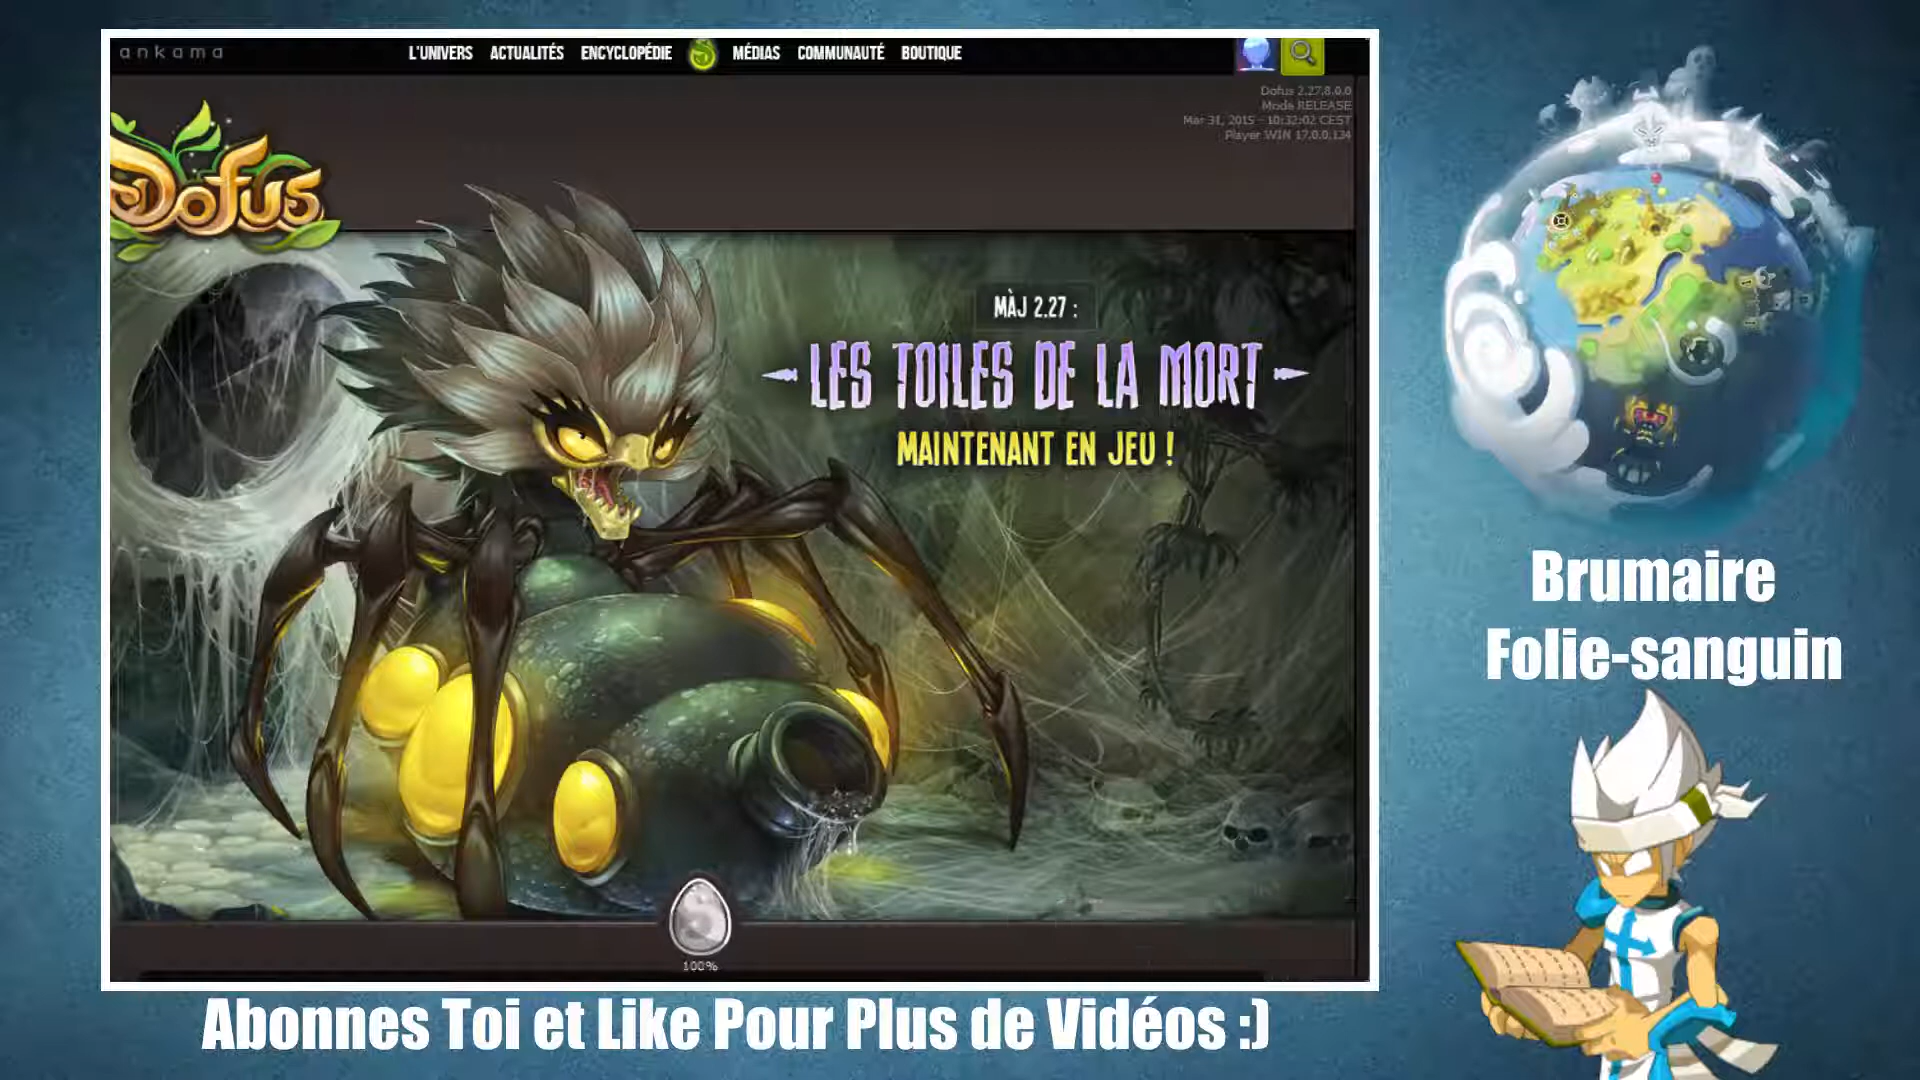 ankama
L'UNIVERS ACTUALITÉS ENCYCLOPÉDIE MÉDIAS COMMUNAUTÉ BOUTIQUE
Dofus 2.27.8.0.0
Mode RELEASE
Mar 31, 2015 - 10:32:02 CEST
Player WIN 17.0.0.134
Dofus
MÀJ 2.27 :
LES TOILES DE LA MORT
MAINTENANT EN JEU !
100%
Brumaire
Folie-sanguin
Abonnes Toi et Like Pour Plus de Vidéos :)